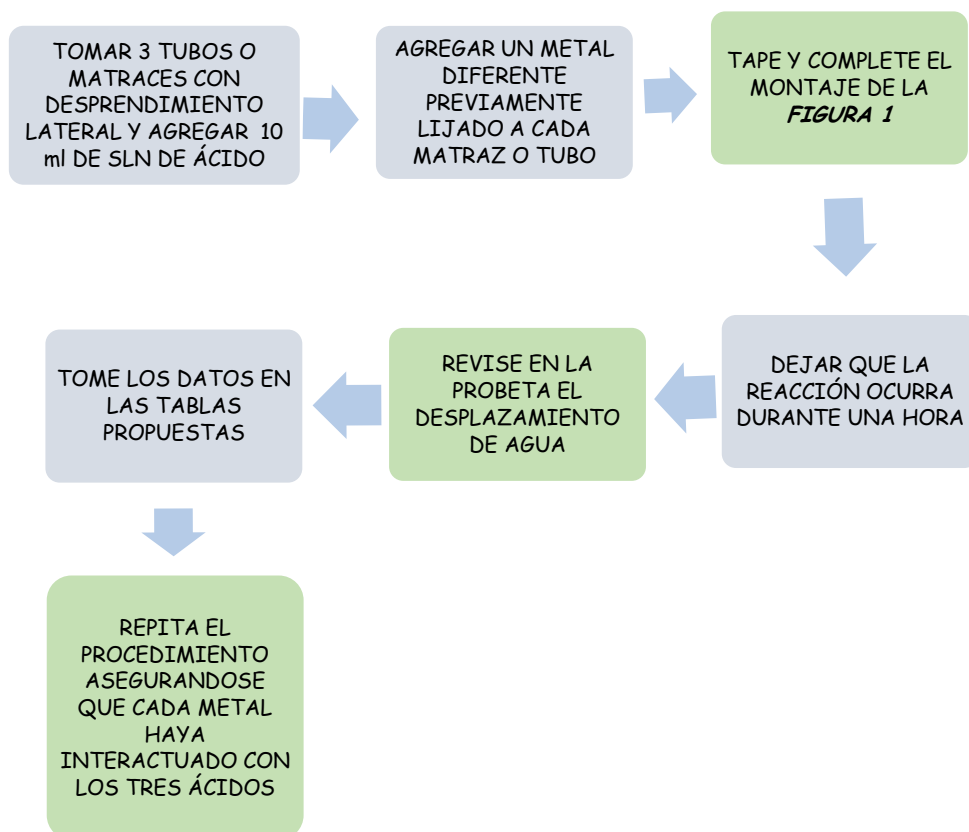 TOMAR 3 TUBOS O
MATRACES CON
DESPRENDIMIENTO
LATERAL Y AGREGAR 10
ml DE SLN DE ÁCIDO
AGREGAR UN METAL
DIFERENTE
PREVIAMENTE
LIJADO A CADA
MATRAZ O TUBO
TAPE Y COMPLETE EL
MONTAJE DE LA
FIGURA 1
DEJAR QUE LA
REACCIÓN OCURRA
DURANTE UNA HORA
REVISE EN LA
PROBETA EL
DESPLAZAMIENTO
DE AGUA
TOME LOS DATOS EN
LAS TABLAS
PROPUESTAS
REPITA EL
PROCEDIMIENTO
ASEGURANDOSE
QUE CADA METAL
HAYA
INTERACTUADO CON
LOS TRES ÁCIDOS